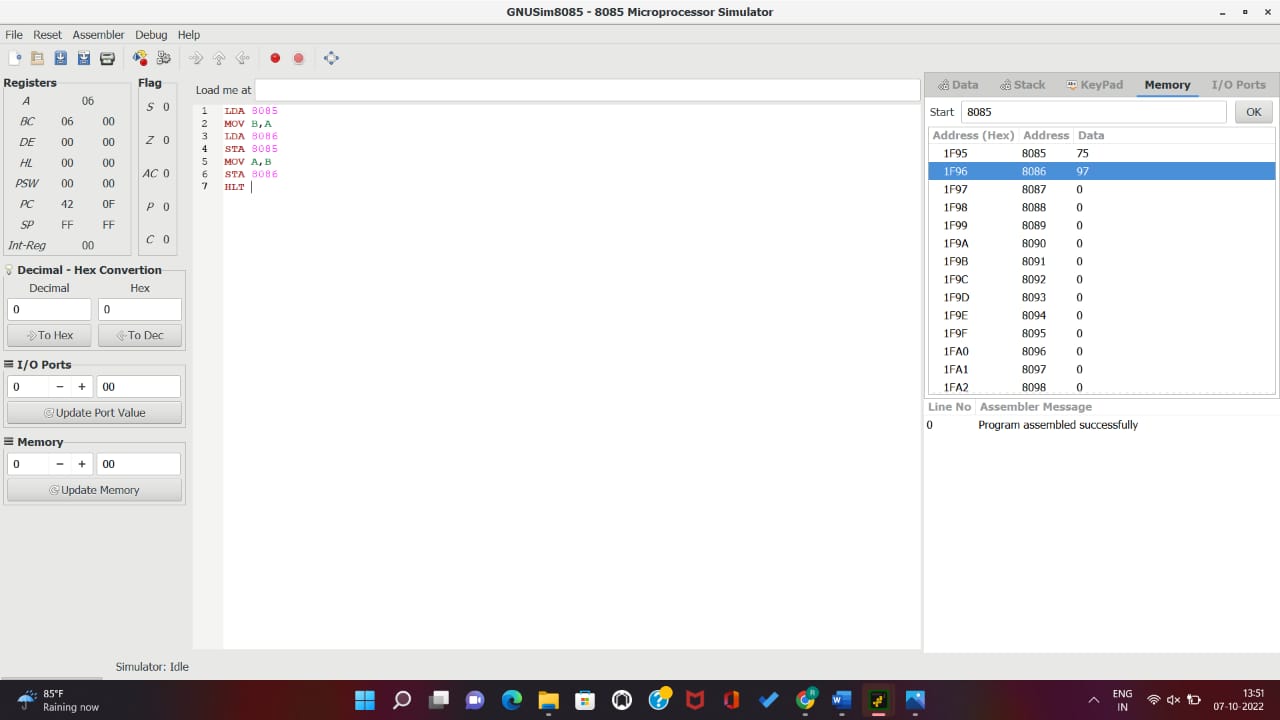 GNUSim8085 - 8085 Microprocessor Simulator
File Reset Assembler Debug Help
Registers
A 06
BC 06 00
DE 00 00
HL 00 00
PSW 00 00
PC 42 0F
SP FF FF
Int-Reg 00
Flag
S 0
Z 0
AC 0
P 0
C 0
Decimal - Hex Convertion
Decimal Hex
0 0
To Hex To Dec
I/O Ports
0 − + 00
Update Port Value
Memory
0 − + 00
Update Memory
Load me at
1 LDA 8085
2 MOV B,A
3 LDA 8086
4 STA 8085
5 MOV A,B
6 STA 8086
7 HLT
Data Stack KeyPad Memory I/O Ports
Start 8085 OK
Address (Hex) Address Data
1F95 8085 75
1F96 8086 97
1F97 8087 0
1F98 8088 0
1F99 8089 0
1F9A 8090 0
1F9B 8091 0
1F9C 8092 0
1F9D 8093 0
1F9E 8094 0
1F9F 8095 0
1FA0 8096 0
1FA1 8097 0
1FA2 8098 0
Line No Assembler Message
0 Program assembled successfully
Simulator: Idle
85°F
Raining now
ENG
IN
13:51
07-10-2022